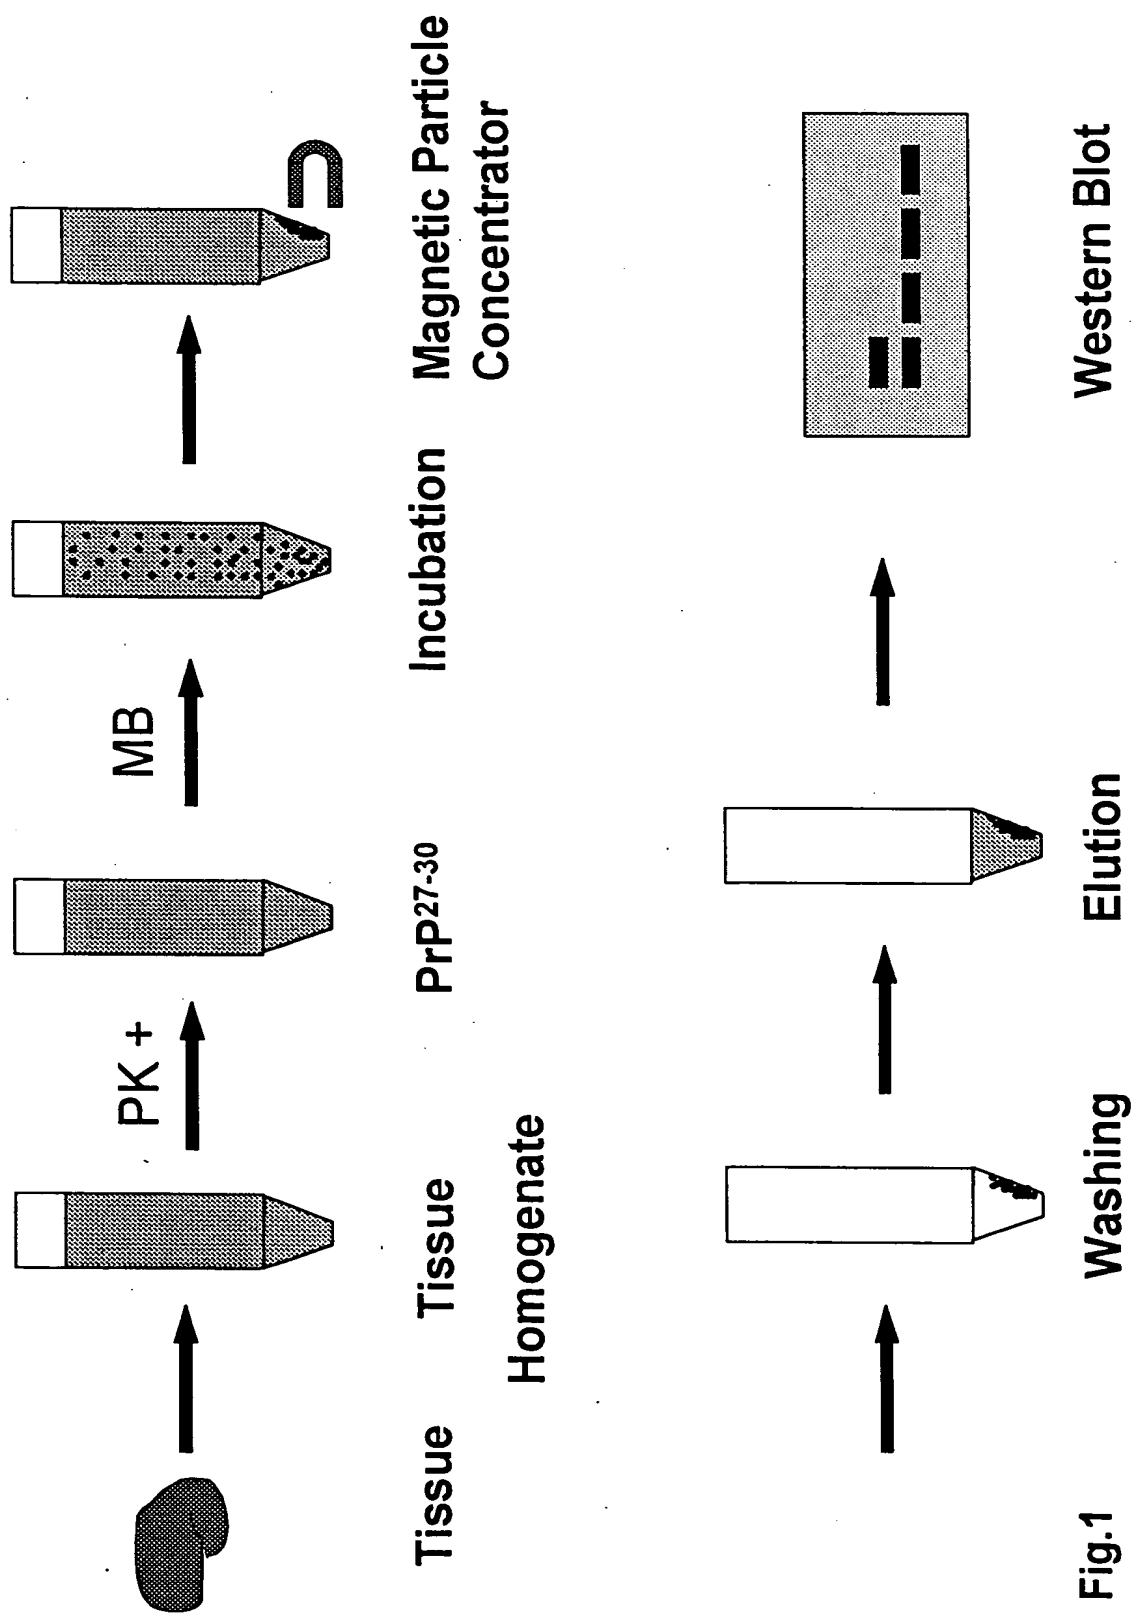 PK +
MB
Tissue
Tissue
Homogenate
PrP27-30
Incubation
Magnetic Particle
Concentrator
Washing
Elution
Western Blot
Fig.1